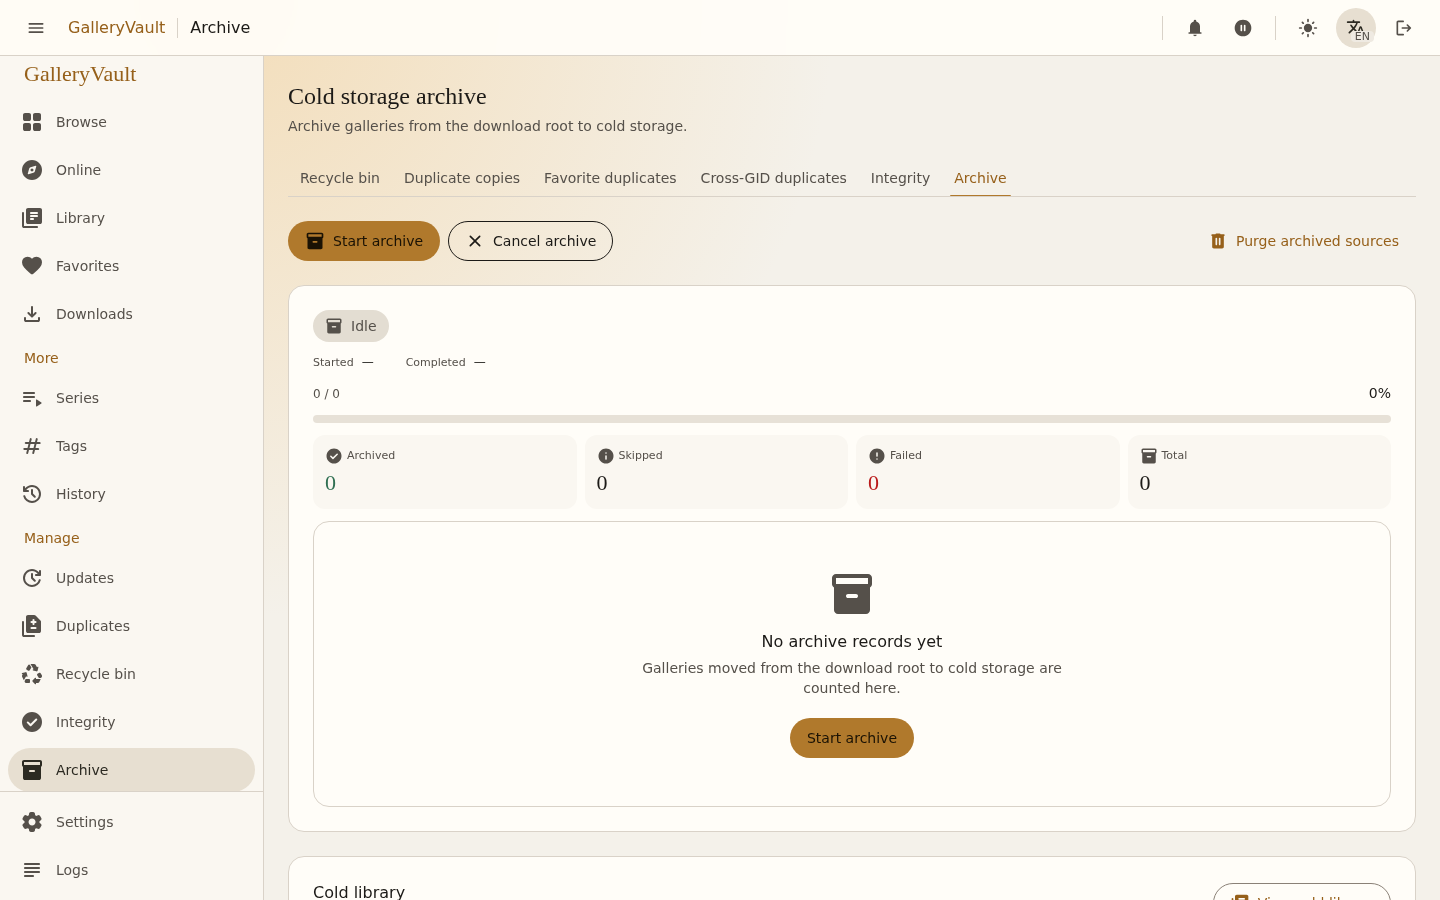 GalleryVault
Archive
EN
GalleryVault
Browse
Online
Library
Favorites
Downloads
More
Series
Tags
History
Manage
Updates
Duplicates
Recycle bin
Integrity
Archive
Settings
Logs
Cold storage archive
Archive galleries from the download root to cold storage.
Recycle bin
Duplicate copies
Favorite duplicates
Cross-GID duplicates
Integrity
Archive
Start archive
Cancel archive
Purge archived sources
Idle
Started —
Completed —
0 / 0
0%
Archived
0
Skipped
0
Failed
0
Total
0
No archive records yet
Galleries moved from the download root to cold storage are
counted here.
Start archive
Cold library